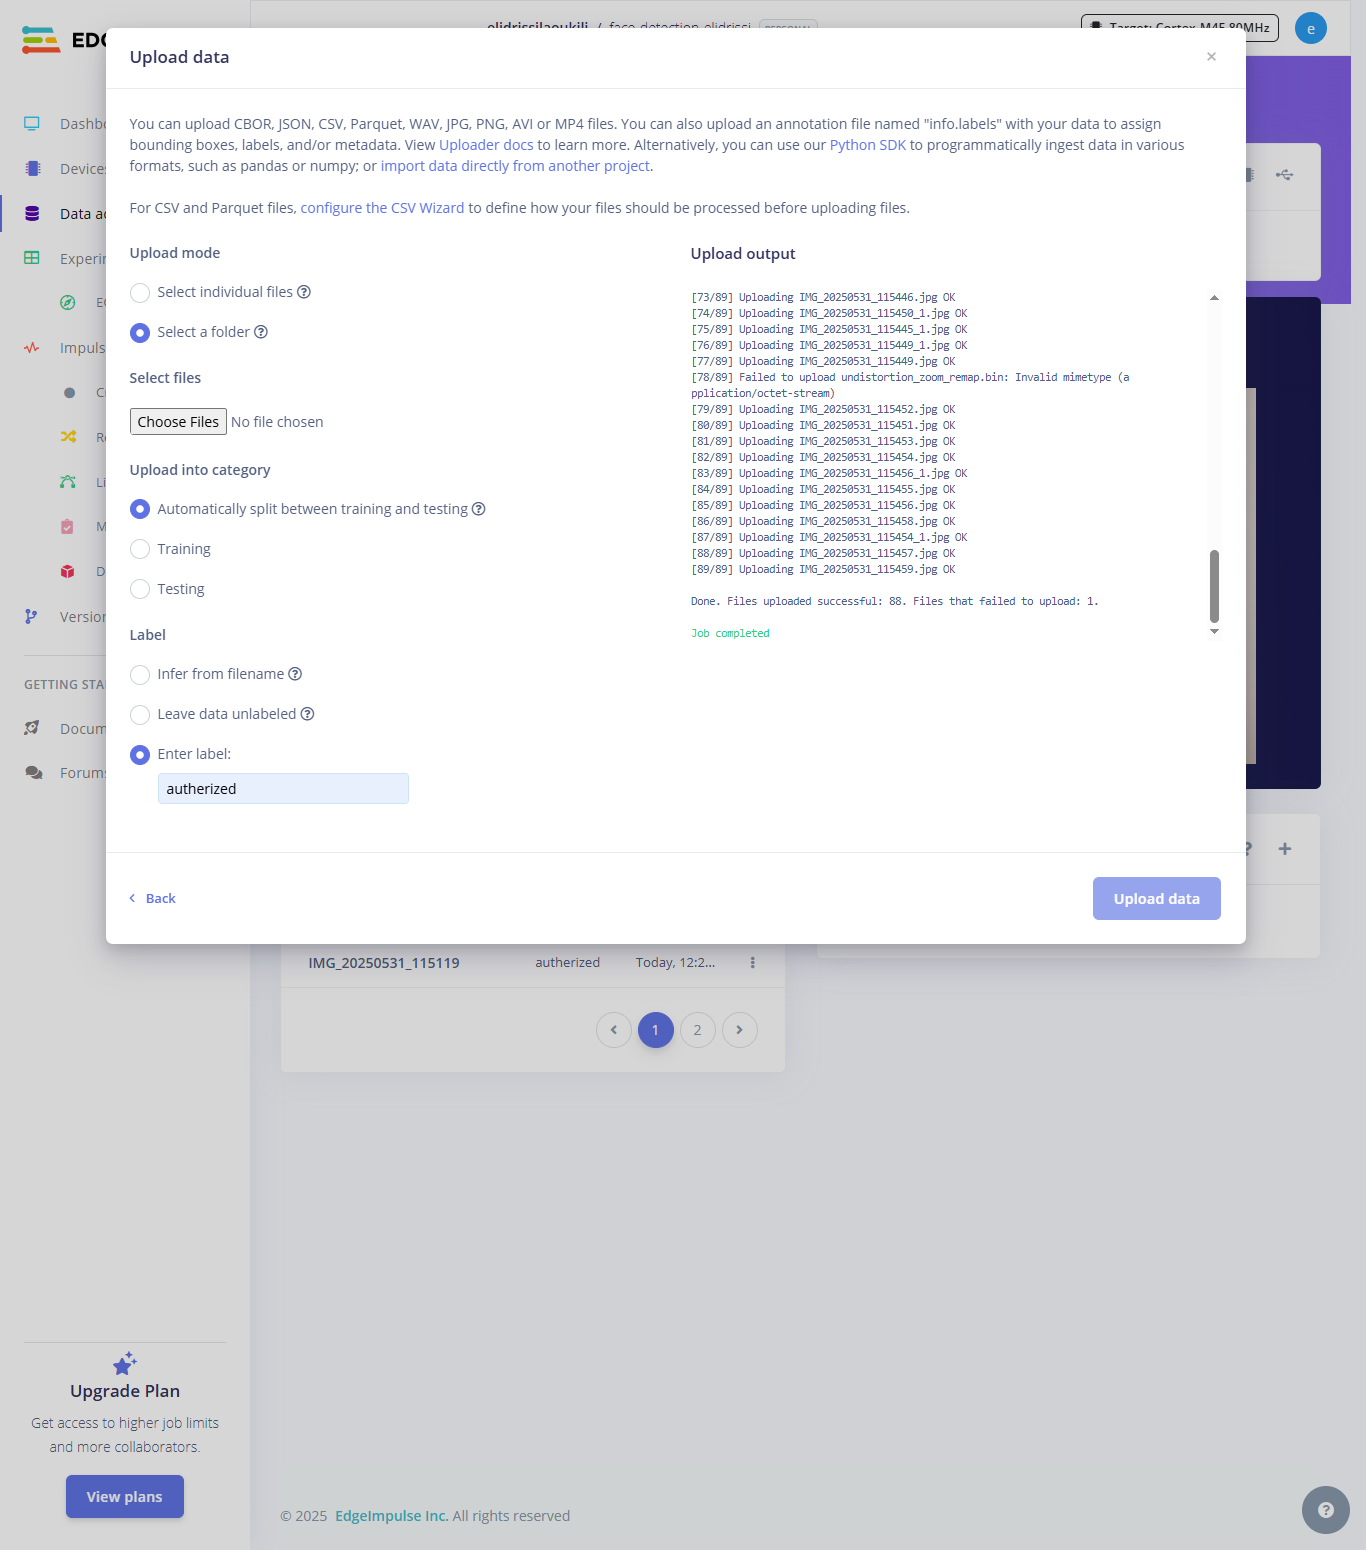 elidrissilaoukili / face-detection-elidrissi PERSONAL
Target: Cortex-M4F 80MHz
e
Upload data
×
You can upload CBOR, JSON, CSV, Parquet, WAV, JPG, PNG, AVI or MP4 files. You can also upload an annotation file named "info.labels" with your data to assign
bounding boxes, labels, and/or metadata. View Uploader docs to learn more. Alternatively, you can use our Python SDK to programmatically ingest data in various
formats, such as pandas or numpy; or import data directly from another project.
For CSV and Parquet files, configure the CSV Wizard to define how your files should be processed before uploading files.
Upload mode
Select individual files
Select a folder
Select files
Choose Files No file chosen
Upload into category
Automatically split between training and testing
Training
Testing
Label
Infer from filename
Leave data unlabeled
Enter label:
autherized
Upload output
[73/89] Uploading IMG_20250531_115446.jpg OK
[74/89] Uploading IMG_20250531_115450_1.jpg OK
[75/89] Uploading IMG_20250531_115445_1.jpg OK
[76/89] Uploading IMG_20250531_115449_1.jpg OK
[77/89] Uploading IMG_20250531_115449.jpg OK
[78/89] Failed to upload undistortion_zoom_remap.bin: Invalid mimetype (a
pplication/octet-stream)
[79/89] Uploading IMG_20250531_115452.jpg OK
[80/89] Uploading IMG_20250531_115451.jpg OK
[81/89] Uploading IMG_20250531_115453.jpg OK
[82/89] Uploading IMG_20250531_115454.jpg OK
[83/89] Uploading IMG_20250531_115456_1.jpg OK
[84/89] Uploading IMG_20250531_115455.jpg OK
[85/89] Uploading IMG_20250531_115456.jpg OK
[86/89] Uploading IMG_20250531_115458.jpg OK
[87/89] Uploading IMG_20250531_115454_1.jpg OK
[88/89] Uploading IMG_20250531_115457.jpg OK
[89/89] Uploading IMG_20250531_115459.jpg OK
Done. Files uploaded successful: 88. Files that failed to upload: 1.
Job completed
Back
Upload data
Data
GETTING
IMG_20250531_115119 autherized Today, 12:2...
1 2
Upgrade Plan
Get access to higher job limits
and more collaborators.
View plans
© 2025 EdgeImpulse Inc. All rights reserved